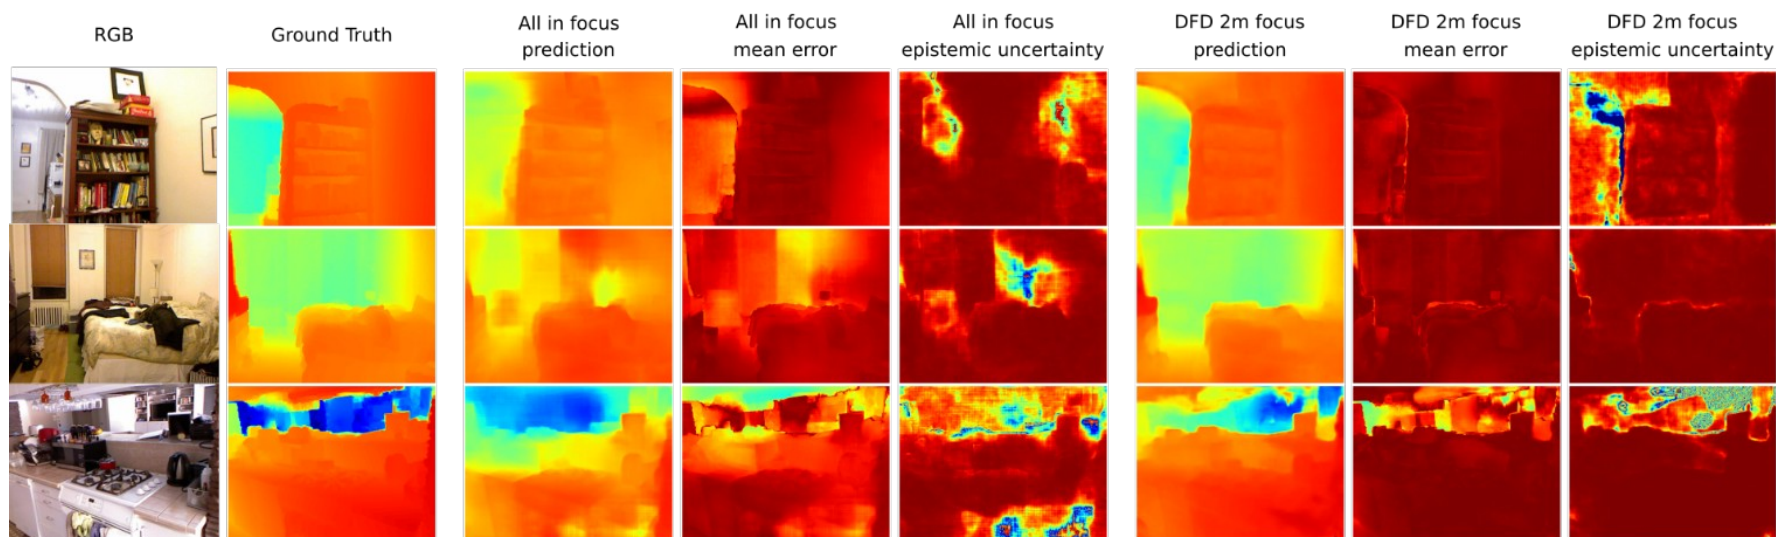 RGB
Ground Truth
All in focus
prediction
All in focus
mean error
All in focus
epistemic uncertainty
DFD 2m focus
prediction
DFD 2m focus
mean error
DFD 2m focus
epistemic uncertainty